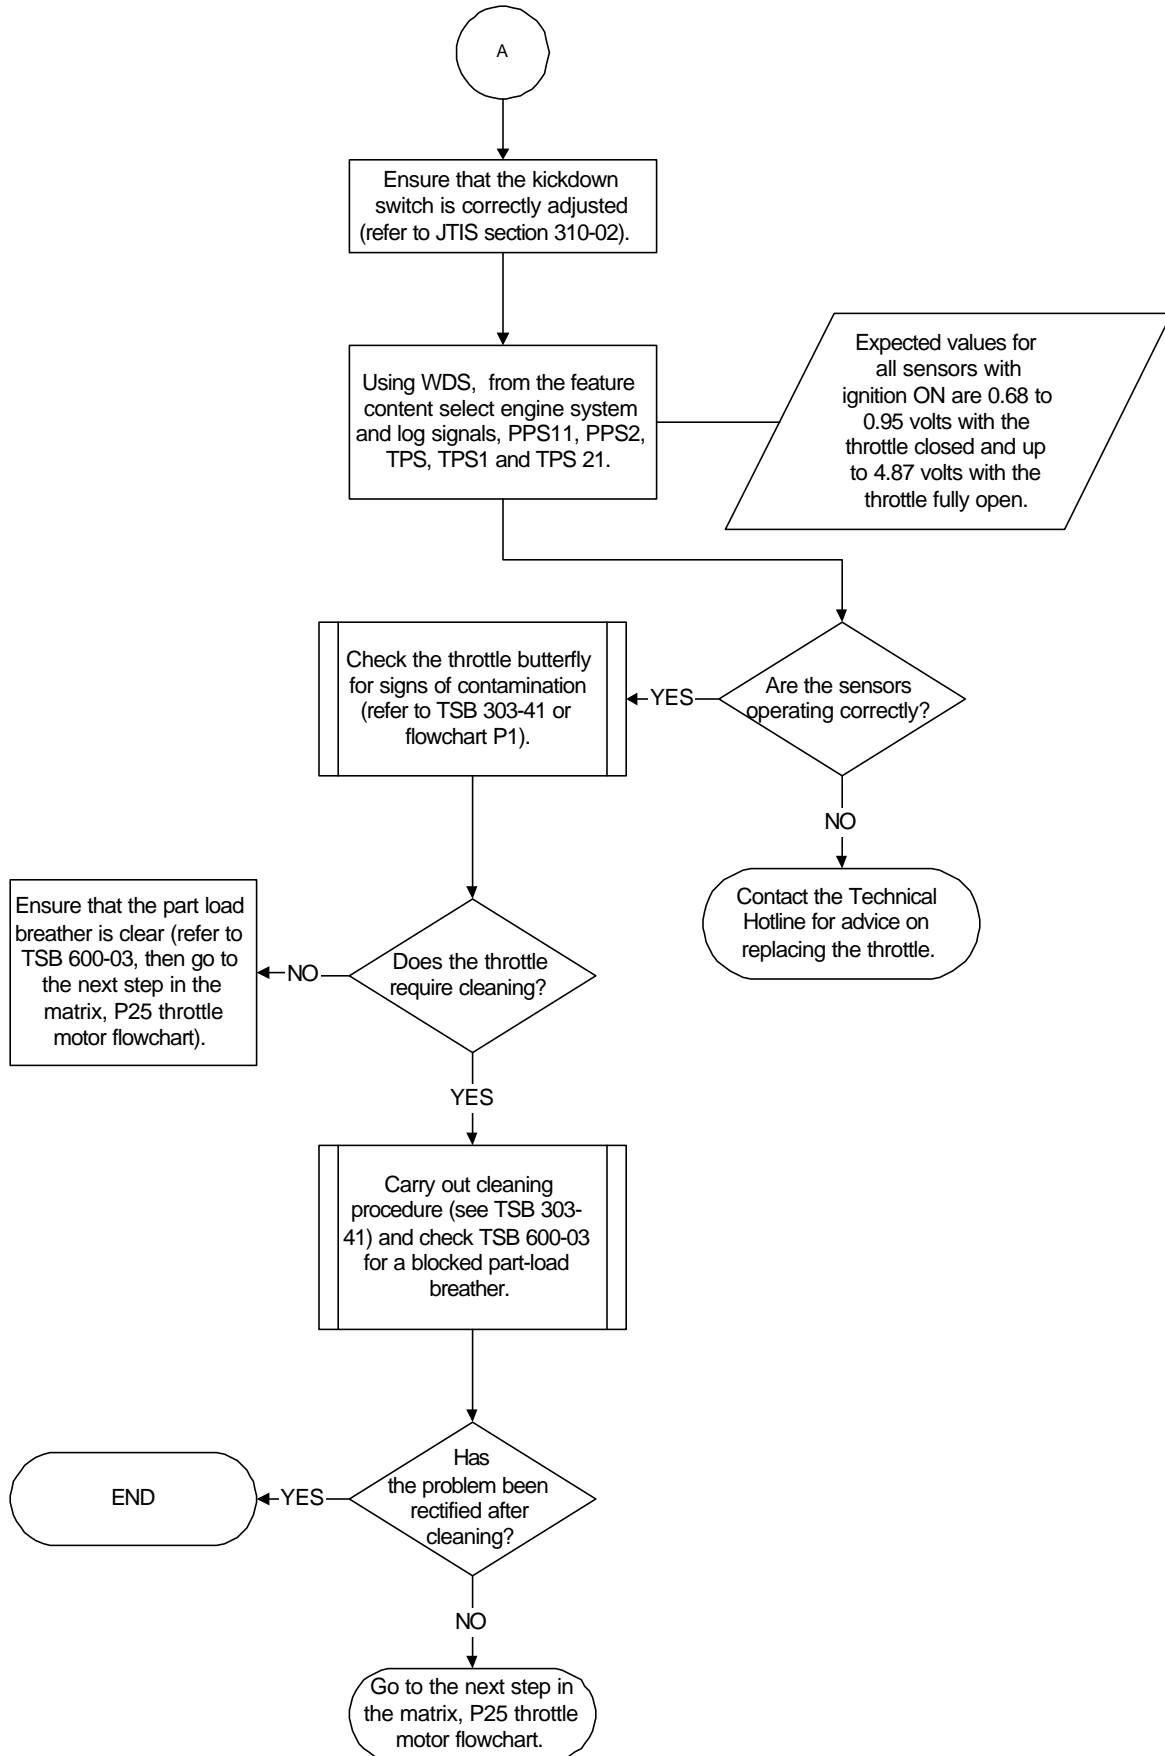 A
Ensure that the kickdown
switch is correctly adjusted
(refer to JTIS section 310-02).
Using WDS, from the feature
content select engine system
and log signals, PPS11, PPS2,
TPS, TPS1 and TPS 21.
Expected values for
all sensors with
ignition ON are 0.68 to
0.95 volts with the
throttle closed and up
to 4.87 volts with the
throttle fully open.
Are the sensors
operating correctly?
YES
Check the throttle butterfly
for signs of contamination
(refer to TSB 303-41 or
flowchart P1).
NO
Contact the Technical
Hotline for advice on
replacing the throttle.
Does the throttle
require cleaning?
NO
Ensure that the part load
breather is clear (refer to
TSB 600-03, then go to
the next step in the
matrix, P25 throttle
motor flowchart).
YES
Carry out cleaning
procedure (see TSB 303-
41) and check TSB 600-03
for a blocked part-load
breather.
Has
the problem been
rectified after
cleaning?
YES
END
NO
Go to the next step in
the matrix, P25 throttle
motor flowchart.